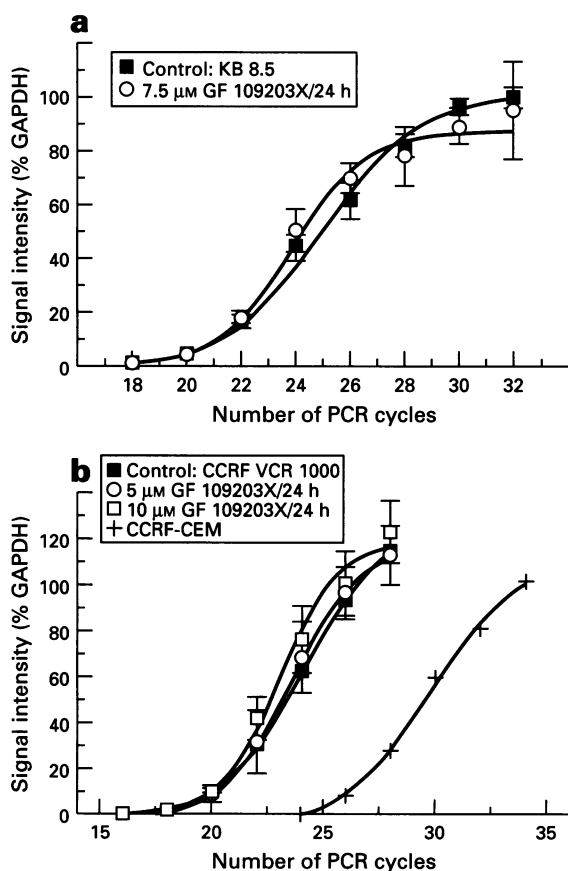 a
Control: KB 8.5
7.5 μM GF 109203X/24 h
Signal intensity (% GAPDH)
100
80
60
40
20
0
18 20 22 24 26 28 30 32
Number of PCR cycles
b
Control: CCRF VCR 1000
5 μM GF 109203X/24 h
10 μM GF 109203X/24 h
CCRF-CEM
Signal intensity (% GAPDH)
120
100
80
60
40
20
0
15 20 25 30 35
Number of PCR cycles